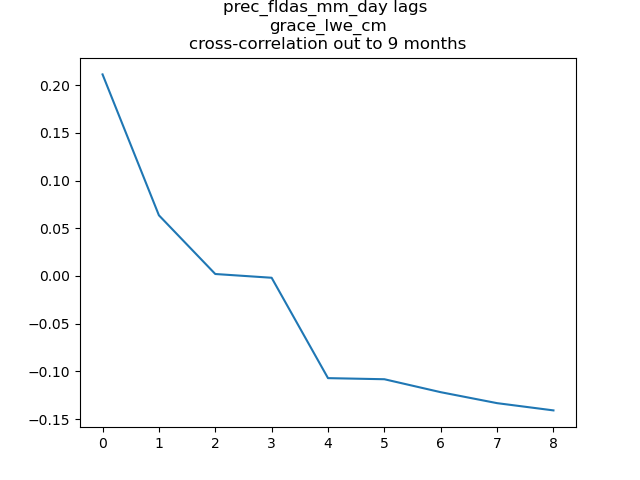 prec_fldas_mm_day lags
grace_lwe_cm
cross-correlation out to 9 months
0.20
0.15
0.10
0.05
0.00
−0.05
−0.10
−0.15
0 1 2 3 4 5 6 7 8